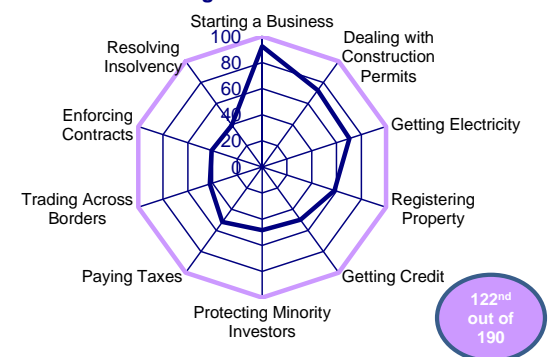 Starting a Business
100
80
60
40
20
0
Dealing with
Construction
Permits
Getting Electricity
Registering
Property
Getting Credit
Protecting Minority
Investors
Paying Taxes
Trading Across
Borders
Enforcing
Contracts
Resolving
Insolvency
122nd
out of
190